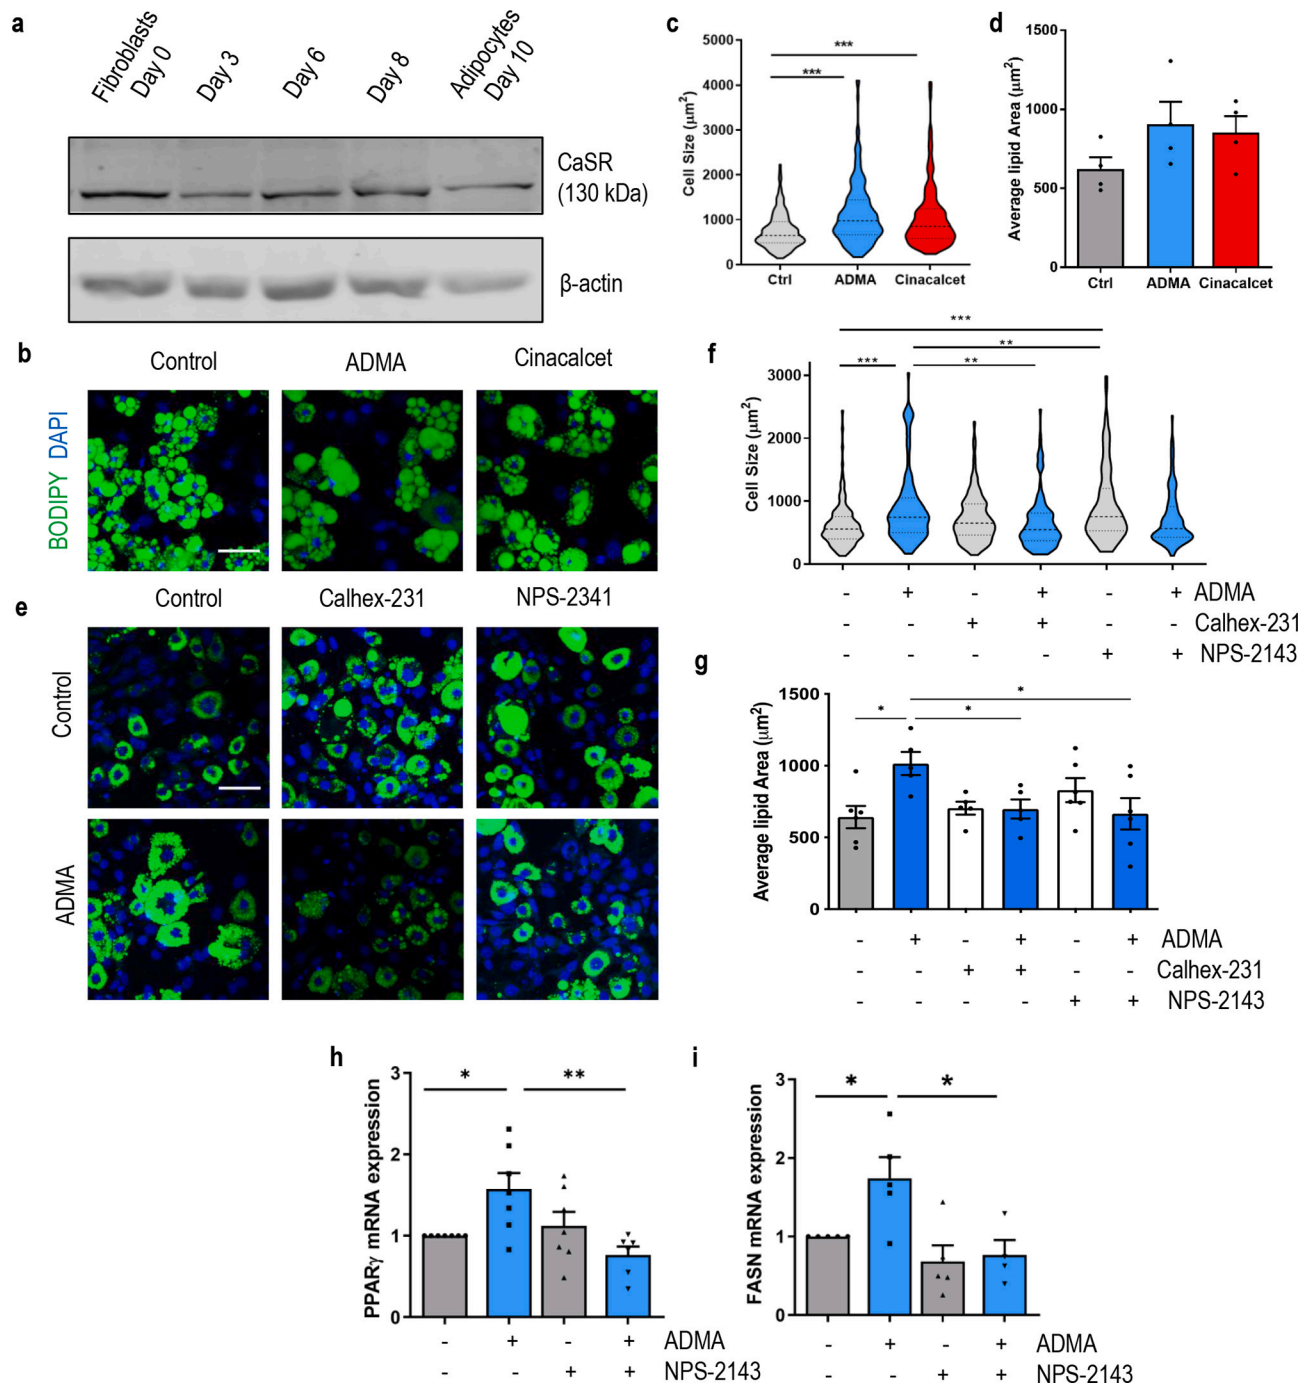 a
Fibroblasts
Day 0
Day 3
Day 6
Day 8
Adipocytes
Day 10
CaSR
(130 kDa)
β-actin
b
Control
ADMA
Cinacalcet
BODIPY DAPI
c
5000
4000
3000
2000
1000
0
Cell Size (μm²)
***
***
Ctrl
ADMA
Cinacalcet
d
1500
1000
500
0
Average lipid Area (μm²)
Ctrl
ADMA
Cinacalcet
e
Control
Calhex-231
NPS-2341
Control
ADMA
f
3000
2000
1000
0
Cell Size (μm²)
***
**
***
**
- + - + - + ADMA
- - + + - - Calhex-231
- - - - + + NPS-2143
g
1500
1000
500
0
Average lipid Area (μm²)
*
*
*
- + - + - + ADMA
- - + + - - Calhex-231
- - - - + + NPS-2143
h
3
2
1
0
PPARγ mRNA expression
*
**
- + - + ADMA
- - + + NPS-2143
i
3
2
1
0
FASN mRNA expression
*
*
- + - + ADMA
- - + + NPS-2143